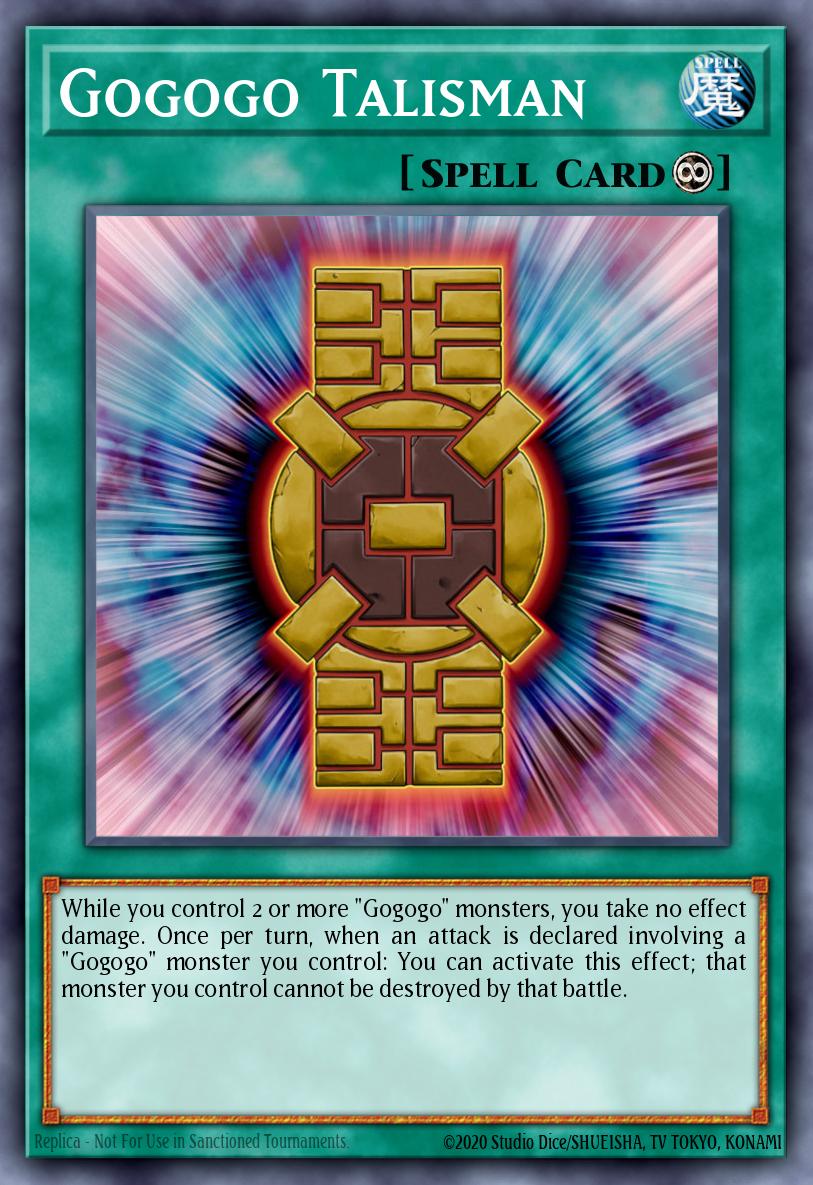 Gogogo Talisman
SPELL
魔
[Spell Card♾]
While you control 2 or more "Gogogo" monsters, you take no effect
damage. Once per turn, when an attack is declared involving a
"Gogogo" monster you control: You can activate this effect; that
monster you control cannot be destroyed by that battle.
Replica - Not For Use in Sanctioned Tournaments.
©2020 Studio Dice/SHUEISHA, TV TOKYO, KONAMI